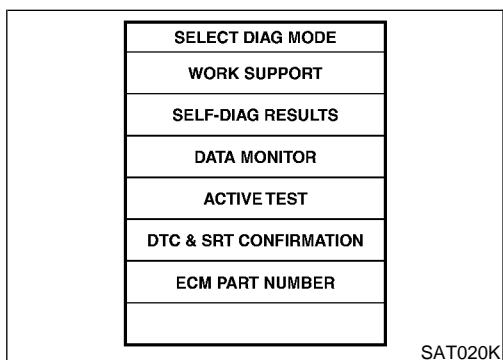 SELECT DIAG MODE
WORK SUPPORT
SELF-DIAG RESULTS
DATA MONITOR
ACTIVE TEST
DTC & SRT CONFIRMATION
ECM PART NUMBER
SAT020K